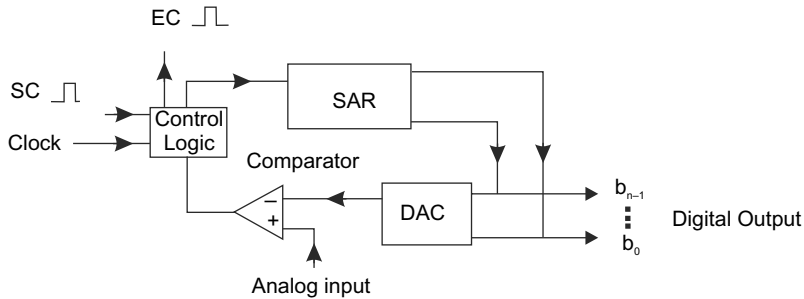 EC
SC
SAR
Control
Logic
Clock
Comparator
b_{n–1}
DAC
Digital Output
b_0
Analog input
− +